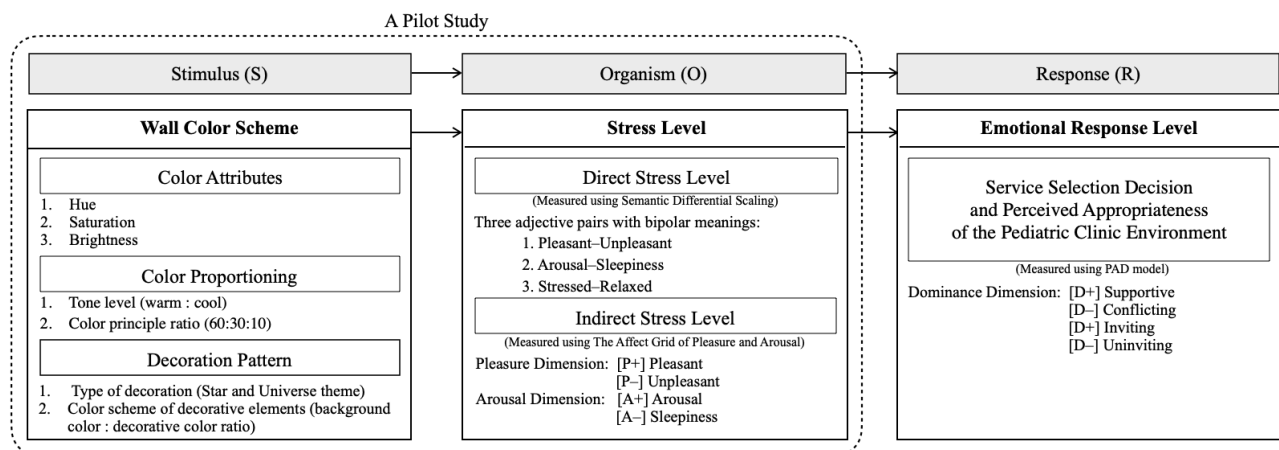 A Pilot Study
Stimulus (S)
Organism (O)
Response (R)
Wall Color Scheme
Color Attributes
1. Hue
2. Saturation
3. Brightness
Color Proportioning
1. Tone level (warm : cool)
2. Color principle ratio (60:30:10)
Decoration Pattern
1. Type of decoration (Star and Universe theme)
2. Color scheme of decorative elements (background
color : decorative color ratio)
Stress Level
Direct Stress Level
(Measured using Semantic Differential Scaling)
Three adjective pairs with bipolar meanings:
1. Pleasant–Unpleasant
2. Arousal–Sleepiness
3. Stressed–Relaxed
Indirect Stress Level
(Measured using The Affect Grid of Pleasure and Arousal)
Pleasure Dimension: [P+] Pleasant
[P–] Unpleasant
Arousal Dimension: [A+] Arousal
[A–] Sleepiness
Emotional Response Level
Service Selection Decision
and Perceived Appropriateness
of the Pediatric Clinic Environment
(Measured using PAD model)
Dominance Dimension: [D+] Supportive
[D–] Conflicting
[D+] Inviting
[D–] Uninviting